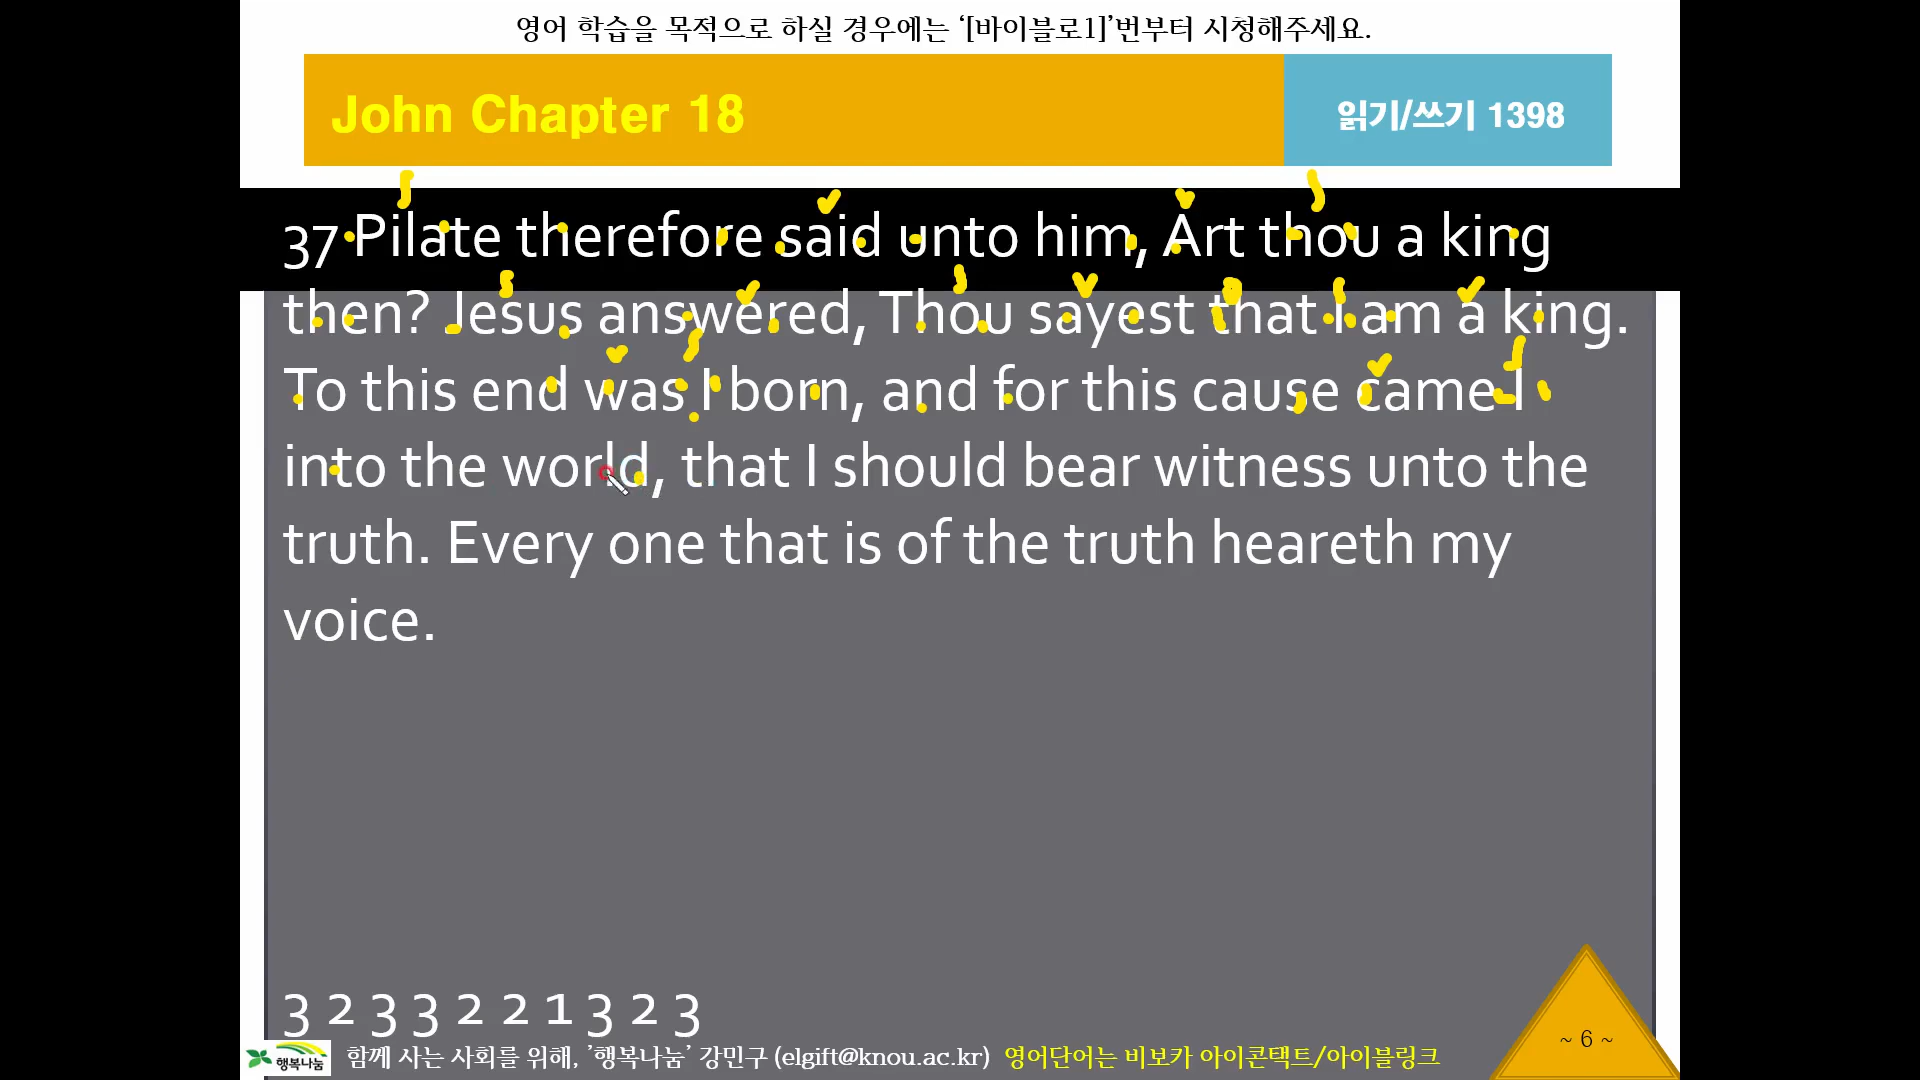 영어 학습을 목적으로 하실 경우에는 ‘[바이블로1]’번부터 시청해주세요.
John Chapter 18
읽기/쓰기 1398
37 Pilate therefore said unto him, Art thou a king
then? Jesus answered, Thou sayest that I am a king.
To this end was I born, and for this cause came I
into the world, that I should bear witness unto the
truth. Every one that is of the truth heareth my
voice.
3 2 3 3 2 2 1 3 2 3
~ 6 ~
행복나눔
함께 사는 사회를 위해, ’행복나눔’ 강민구 (elgift@knou.ac.kr) 영어단어는 비보카 아이콘택트/아이블링크